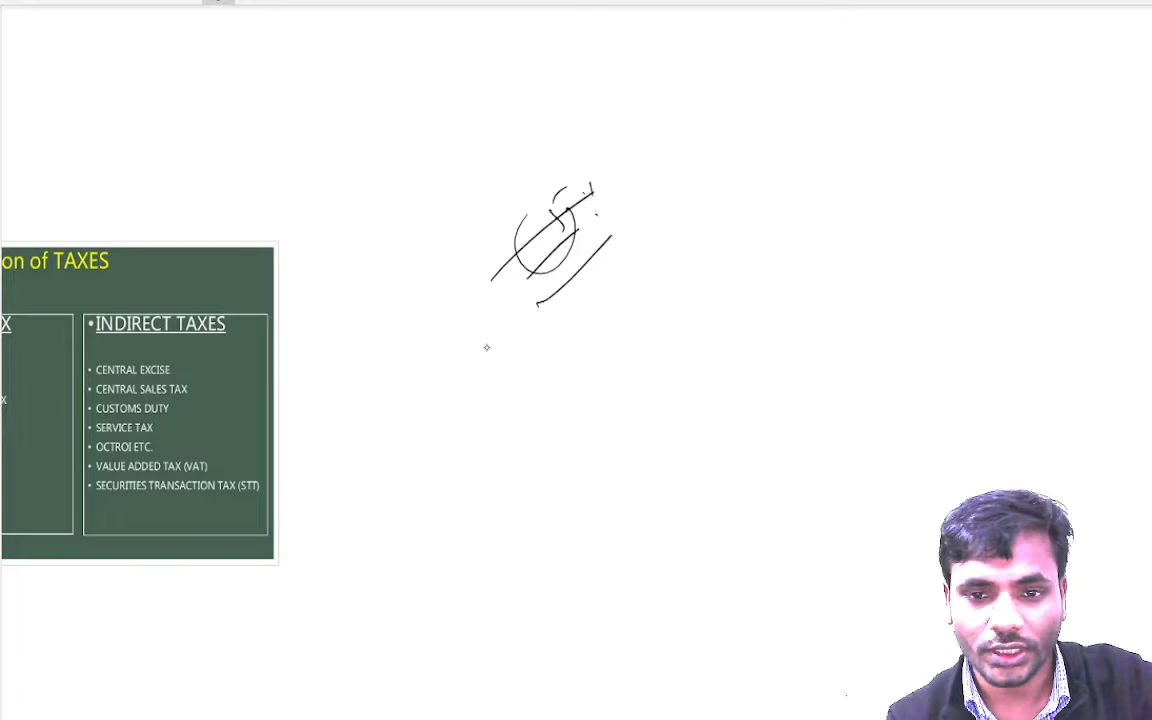 on of TAXES
X
•INDIRECT TAXES
• CENTRAL EXCISE
• CENTRAL SALES TAX
X
• CUSTOMS DUTY
• SERVICE TAX
• OCTROI ETC.
• VALUE ADDED TAX (VAT)
• SECURITIES TRANSACTION TAX (STT)